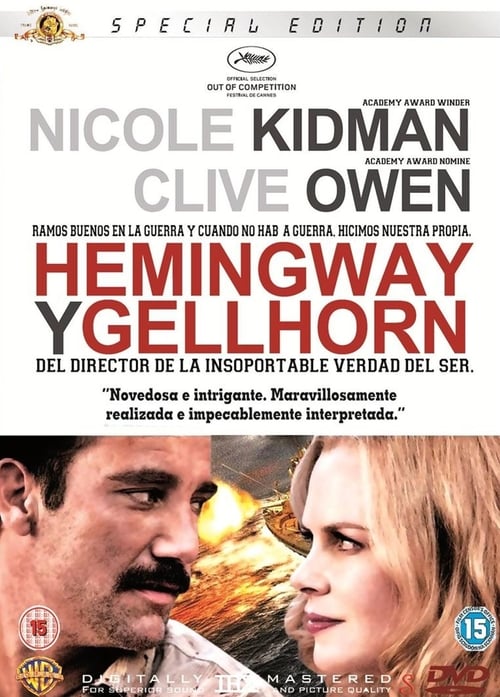 SPECIAL EDITION
OFFICIAL SELECTION
OUT OF COMPETITION
FESTIVAL DE CANNES
ACADEMY AWARD WINDER
NICOLE KIDMAN
ACADEMY AWARD NOMINE
CLIVE OWEN
RAMOS BUENOS EN LA GUERRA Y CUANDO NO HAB A GUERRA, HICIMOS NUESTRA PROPIA.
HEMINGWAY
Y GELLHORN
DEL DIRECTOR DE LA INSOPORTABLE VERDAD DEL SER.
"Novedosa e intrigante. Maravillosamente
realizada e impecablemente interpretada."
15
15
WB
DIGITALLY REMASTERED
FOR SUPERIOR SOUND AND PICTURE QUALITY
DVD